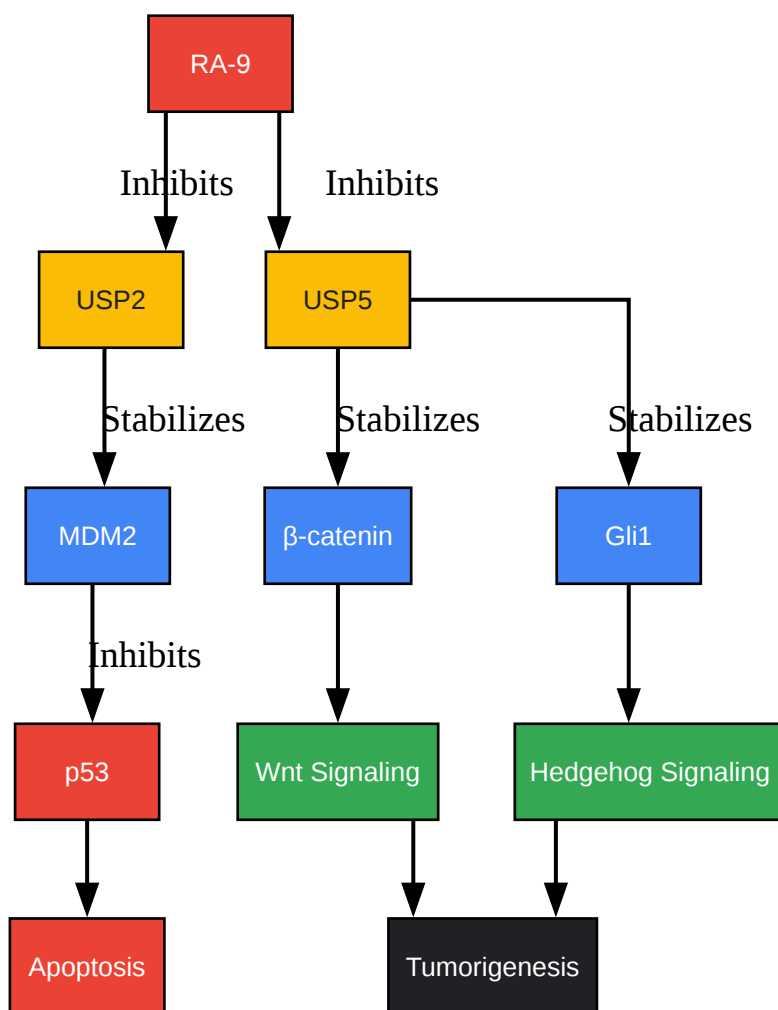 RA-9
Inhibits
Inhibits
USP2
USP5
Stabilizes
Stabilizes
Stabilizes
MDM2
β-catenin
Gli1
Inhibits
p53
Wnt Signaling
Hedgehog Signaling
Apoptosis
Tumorigenesis